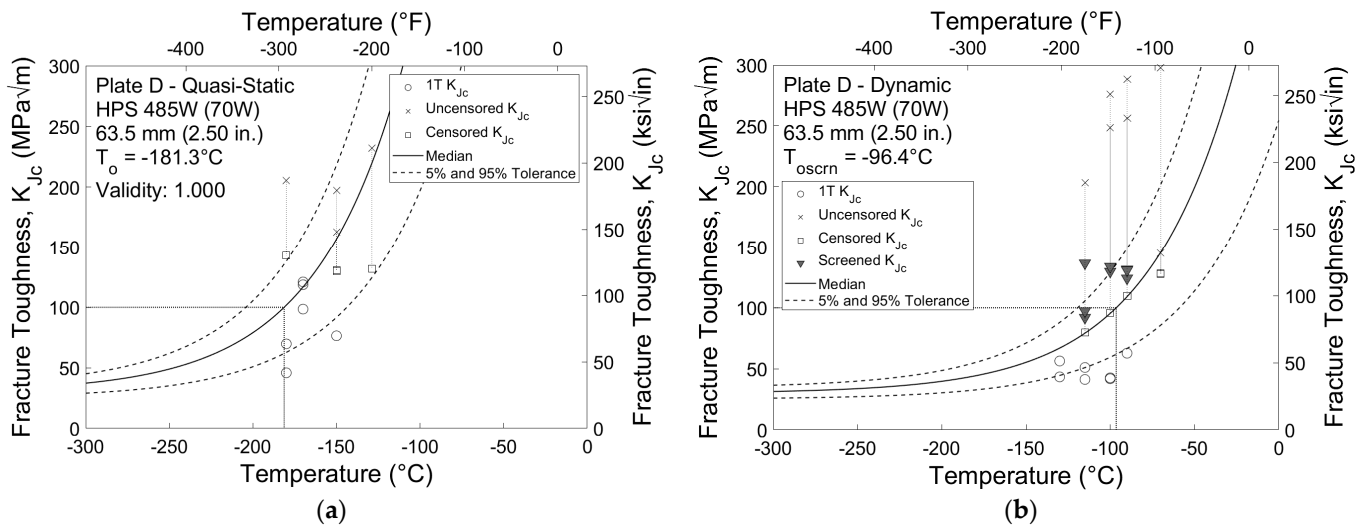 Temperature (°F)
-400 -300 -200 -100 0
Fracture Toughness, K_Jc (MPa√m)
300
250
200
150
100
50
0
Plate D - Quasi-Static
HPS 485W (70W)
63.5 mm (2.50 in.)
T_o = -181.3°C
Validity: 1.000
1T K_Jc
Uncensored K_Jc
Censored K_Jc
Median
5% and 95% Tolerance
250
200
150
100
50
0
Fracture Toughness, K_Jc (ksi√in)
-300 -250 -200 -150 -100 -50 0
Temperature (°C)
(a)
Temperature (°F)
-400 -300 -200 -100 0
Fracture Toughness, K_Jc (MPa√m)
300
250
200
150
100
50
0
Plate D - Dynamic
HPS 485W (70W)
63.5 mm (2.50 in.)
T_oscrn = -96.4°C
1T K_Jc
Uncensored K_Jc
Censored K_Jc
Screened K_Jc
Median
5% and 95% Tolerance
250
200
150
100
50
0
Fracture Toughness, K_Jc (ksi√in)
-300 -250 -200 -150 -100 -50 0
Temperature (°C)
(b)